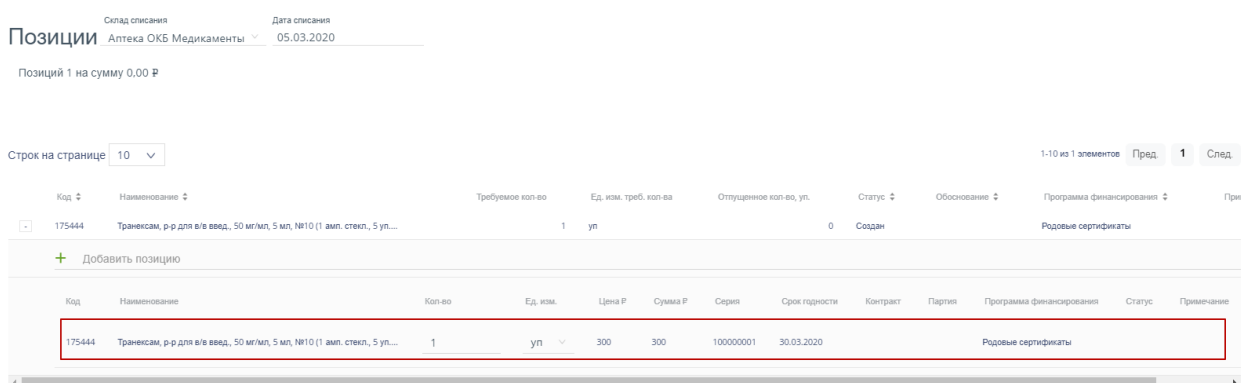 Склад списания Дата списания
Позиции Аптека ОКБ Медикаменты 05.03.2020
Позиций 1 на сумму 0,00 ₽
Строк на странице 10 1-10 из 1 элементов Пред. 1 След.
Код Наименование Требуемое кол-во Ед. изм. треб. кол-ва Отпущенное кол-во, уп. Статус Обоснование Программа финансирования При
- 175444 Транексам, р-р для в/в введ., 50 мг/мл, 5 мл, №10 (1 амп. стекл., 5 уп.... 1 уп 0 Создан Родовые сертификаты
+ Добавить позицию
Код Наименование Кол-во Ед. изм. Цена ₽ Сумма ₽ Серия Срок годности Контракт Партия Программа финансирования Статус Примечание
175444 Транексам, р-р для в/в введ., 50 мг/мл, 5 мл, №10 (1 амп. стекл., 5 уп.... 1 уп 300 300 100000001 30.03.2020 Родовые сертификаты